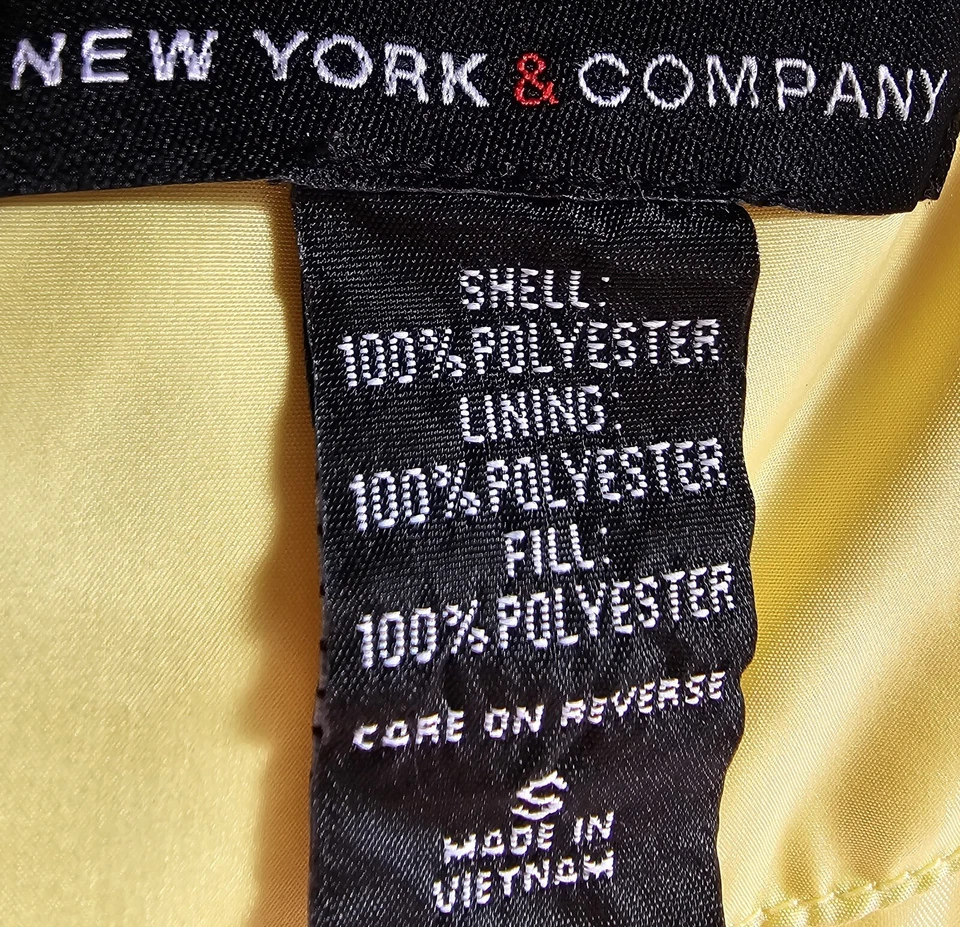 NEW YORK & COMPANY
SHELL:
100% POLYESTER
LINING:
100% POLYESTER
FILL:
100% POLYESTER
CARE ON REVERSE
S
MADE IN
VIETNAM